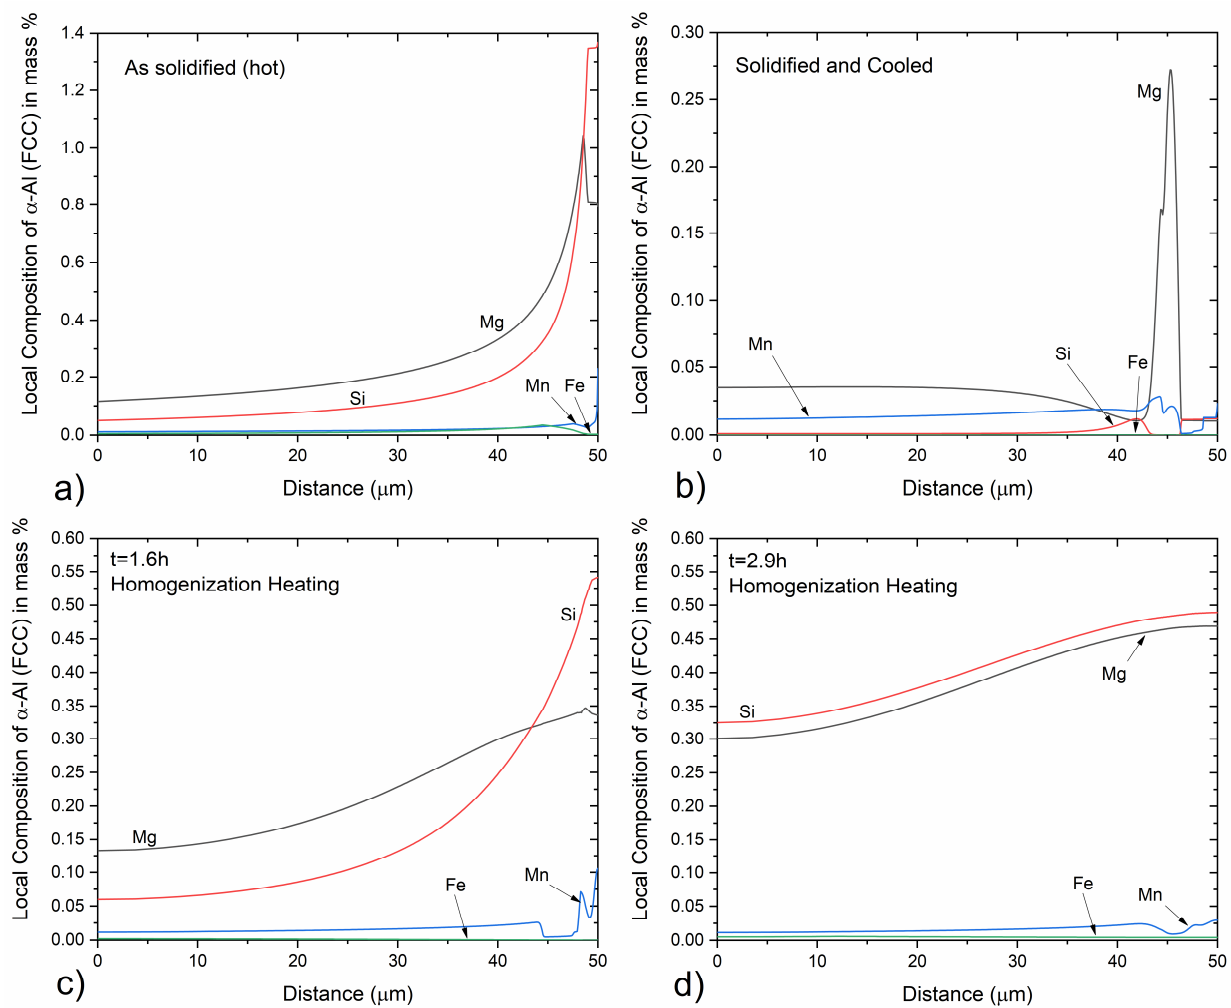 Local Composition of α-Al (FCC) in mass %
1.4
1.2
1.0
0.8
0.6
0.4
0.2
0.0
As solidified (hot)
Mg
Si
Mn
Fe
0
10
20
30
40
50
Distance (μm)
a)
Local Composition of α-Al (FCC) in mass %
0.30
0.25
0.20
0.15
0.10
0.05
0.00
Solidified and Cooled
Mg
Mn
Si
Fe
0
10
20
30
40
50
Distance (μm)
b)
Local Composition of α-Al (FCC) in mass %
0.60
0.55
0.50
0.45
0.40
0.35
0.30
0.25
0.20
0.15
0.10
0.05
0.00
t=1.6h
Homogenization Heating
Si
Mg
Fe
Mn
0
10
20
30
40
50
Distance (μm)
c)
Local Composition of α-Al (FCC) in mass %
0.60
0.55
0.50
0.45
0.40
0.35
0.30
0.25
0.20
0.15
0.10
0.05
0.00
t=2.9h
Homogenization Heating
Si
Mg
Fe
Mn
0
10
20
30
40
50
Distance (μm)
d)